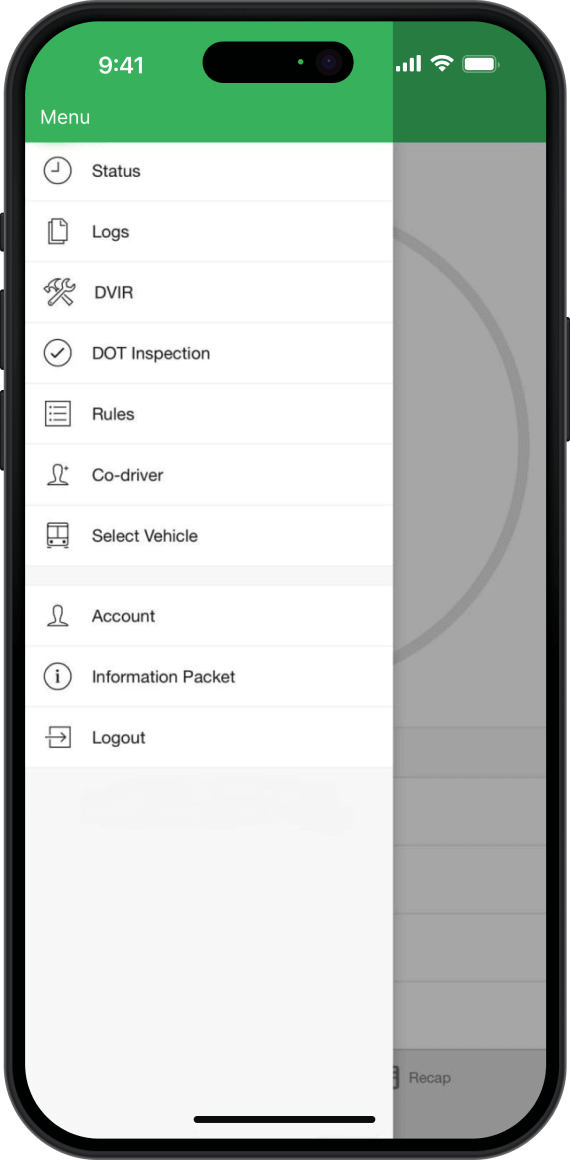 9:41
Menu
Status
Logs
DVIR
DOT Inspection
Rules
Co-driver
Select Vehicle
Account
Information Packet
Logout
Recap